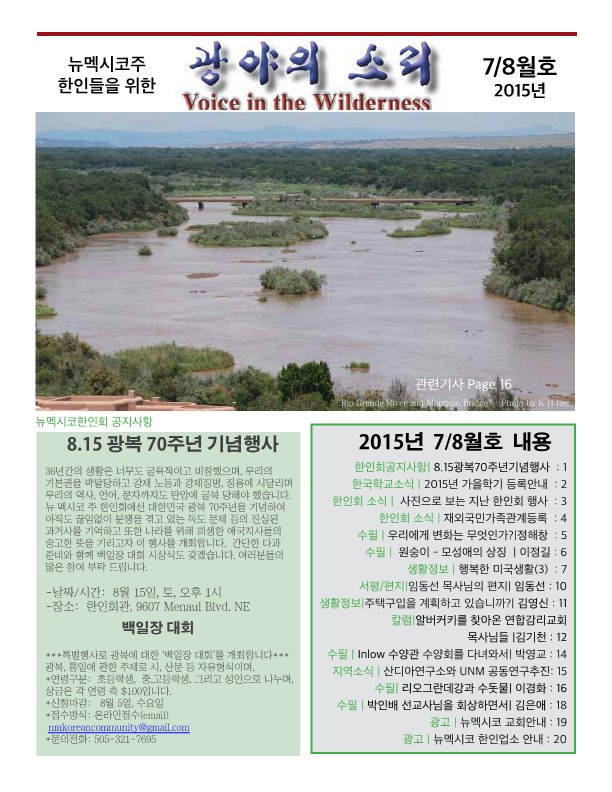 뉴멕시코주
한인들을 위한
광야의 소리
Voice in the Wilderness
7/8월호
2015년
관련기사 Page 16
Rio Grande River and Montano Bridge Photo by K H Lee
뉴멕시코한인회 공지사항
8.15 광복 70주년 기념행사
36년간의 생활은 너무도 굴욕적이고 비참했으며, 우리의
기본권을 박탈당하고 강제 노동과 강제징병, 징용에 시달리며
우리의 역사, 언어, 문자까지도 탄압에 굴복 당해야 했습니다.
뉴 멕시코 주 한인회에선 대한민국 광복 70주년을 기념하여
아직도 끊임없이 분쟁을 겪고 있는 독도 문제 등의 진실된
과거사를 기억하고 또한 나라를 위해 희생한 애국지사들의
숭고한 뜻을 기리고자 이 행사를 개최합니다. 간단한 다과
준비와 함께 백일장 대회 시상식도 갖겠습니다. 여러분들의
많은 참여 부탁 드립니다.
-날짜/시간: 8월 15일, 토, 오후 1시
-장소: 한인회관, 9607 Menaul Blvd. NE
백일장 대회
***특별행사로 광복에 대한 '백일장 대회'를 개최합니다***
광복, 통일에 관한 주제로 시, 산문 등 자유형식이며,
*연령구분: 초등학생, 중,고등학생, 그리고 성인으로 나누며,
상금은 각 연령 측 $100입니다.
*신청마감: 8월 5일, 수요일
*접수방식: 온라인접수(email)
nmkoreancommunity@gmail.com
*문의전화: 505-321-7695
2015년 7/8월호 내용
한인회공지사항| 8.15광복70주년기념행사 : 1
한국학교소식 | 2015년 가을학기 등록안내 : 2
한인회 소식 | 사진으로 보는 지난 한인회 행사 : 3
한인회 소식 | 재외국민가족관계등록 : 4
수필 | 우리에게 변화는 무엇인가?|정해창 : 5
수필 | 원숭이 – 모성애의 상징 | 이정길 : 6
생활정보 | 행복한 미국생활(3) : 7
서평/편지|임동선 목사님의 편지| 임동선 : 10
생활정보|주택구입을 계획하고 있습니까?| 김영신 : 11
칼럼|알버커키를 찾아온 연합감리교회
목사님들 |김기천 : 12
수필 | Inlow 수양관 수양회를 다녀와서| 박영교 : 14
지역소식 | 산디아연구소와 UNM 공동연구추진: 15
수필| 리오그란데강과 수돗물| 이경화 : 16
수필 | 박인배 선교사님을 회상하면서| 김은애 : 18
광고 | 뉴멕시코 교회안내 : 19
광고 | 뉴멕시코 한인업소 안내 : 20